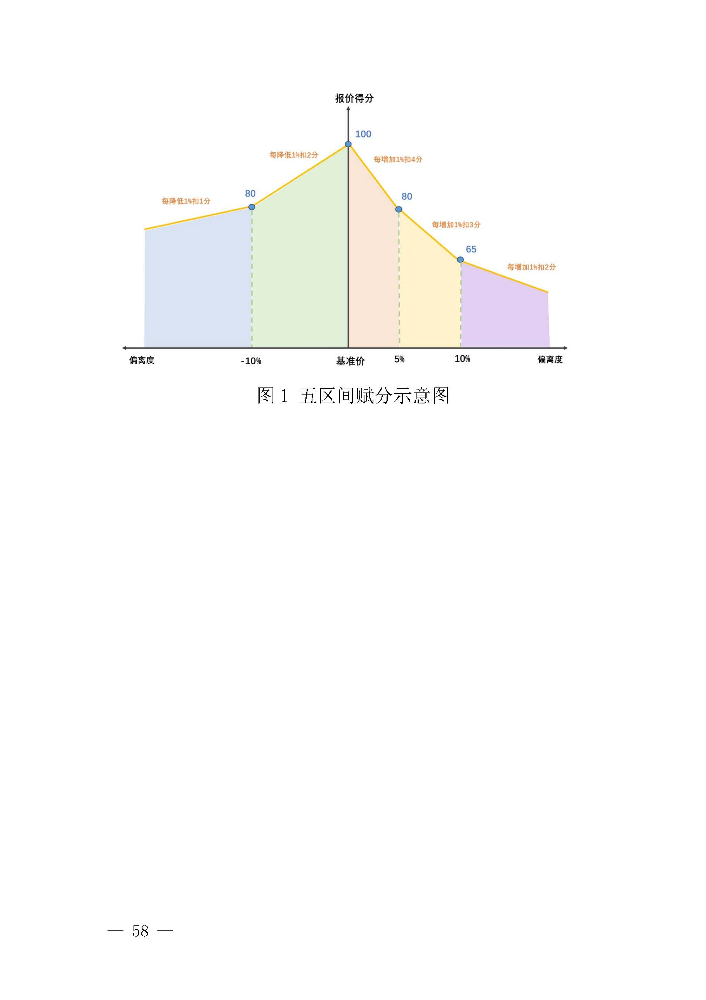 报价得分
100
每降低1%扣2分
每增加1%扣4分
80
80
每降低1%扣1分
每增加1%扣3分
65
每增加1%扣2分
偏离度 -10% 基准价 5% 10% 偏离度
图 1 五区间赋分示意图
— 58 —